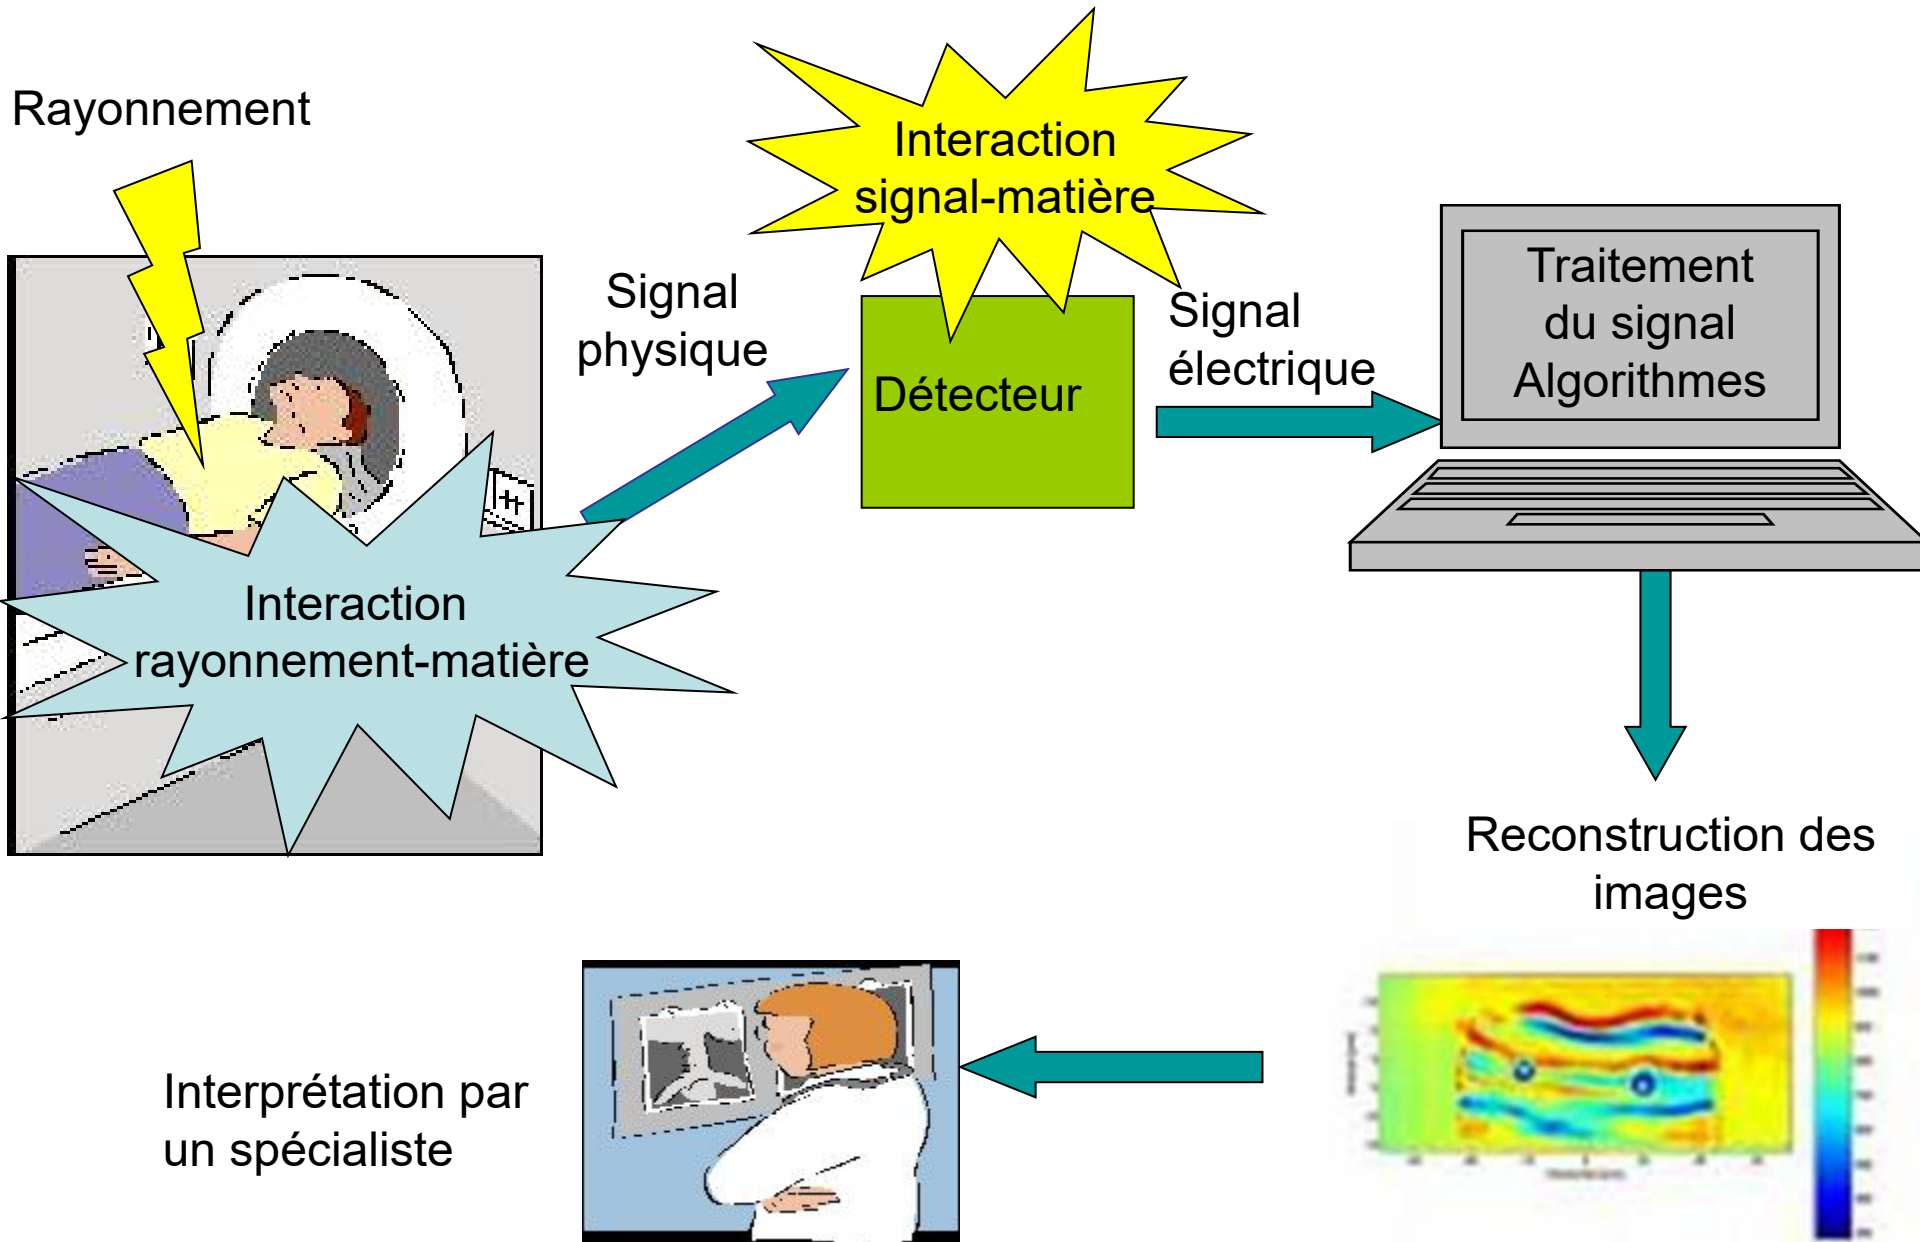 Rayonnement
Interaction
signal-matière
Signal
physique
Détecteur
Signal
électrique
Traitement
du signal
Algorithmes
Interaction
rayonnement-matière
Reconstruction des
images
Interprétation par
un spécialiste